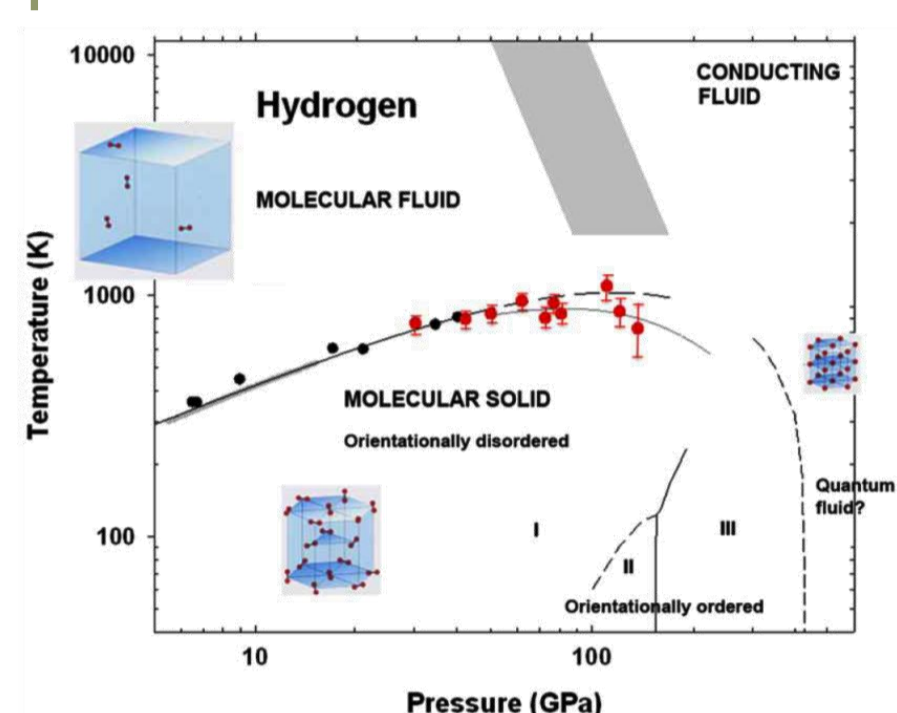 10000
CONDUCTING
FLUID
Hydrogen
MOLECULAR FLUID
Temperature (K)
1000
MOLECULAR SOLID
Orientationally disordered
Quantum
fluid?
100
I
III
II
Orientationally ordered
10
100
Pressure (GPa)